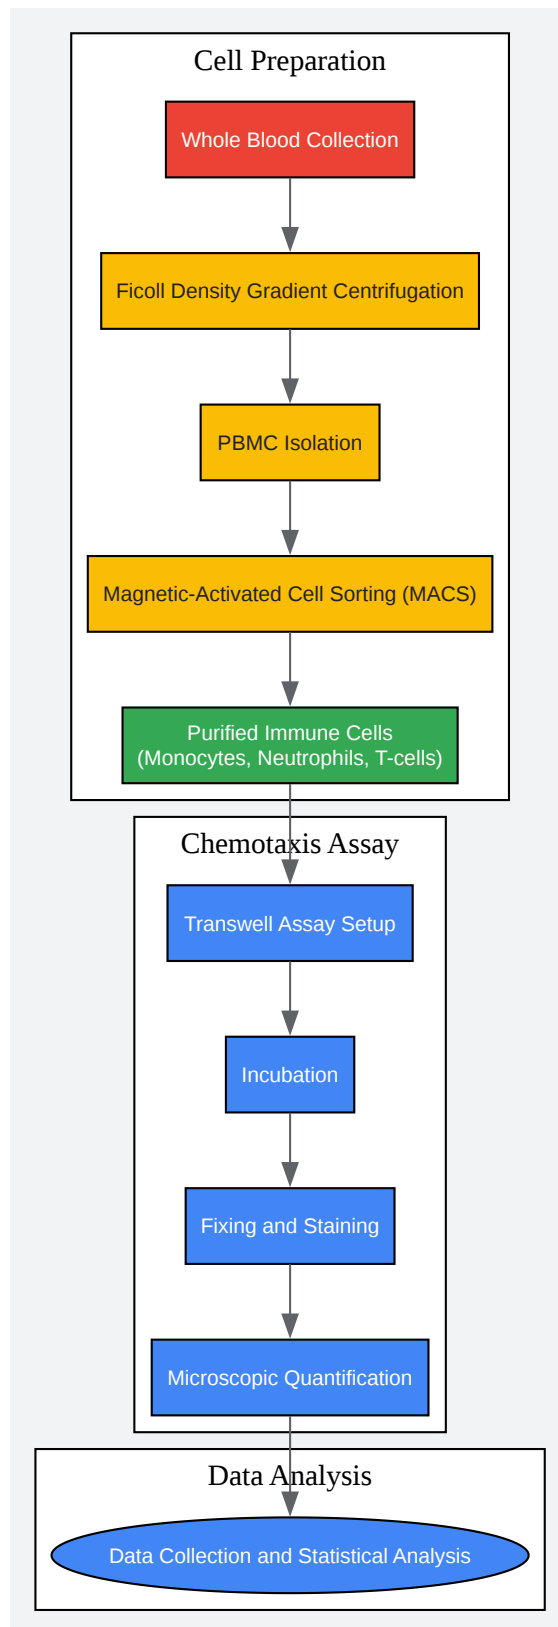 Cell Preparation
Whole Blood Collection
Ficoll Density Gradient Centrifugation
PBMC Isolation
Magnetic-Activated Cell Sorting (MACS)
Purified Immune Cells
(Monocytes, Neutrophils, T-cells)
Chemotaxis Assay
Transwell Assay Setup
Incubation
Fixing and Staining
Microscopic Quantification
Data Analysis
Data Collection and Statistical Analysis